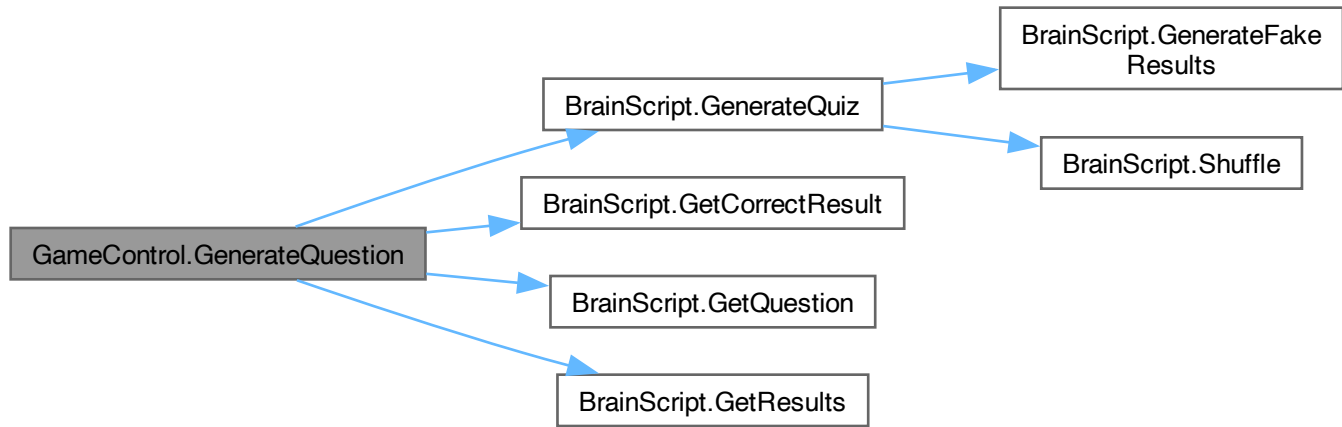 BrainScript.GenerateFake
Results
BrainScript.GenerateQuiz
BrainScript.Shuffle
BrainScript.GetCorrectResult
GameControl.GenerateQuestion
BrainScript.GetQuestion
BrainScript.GetResults